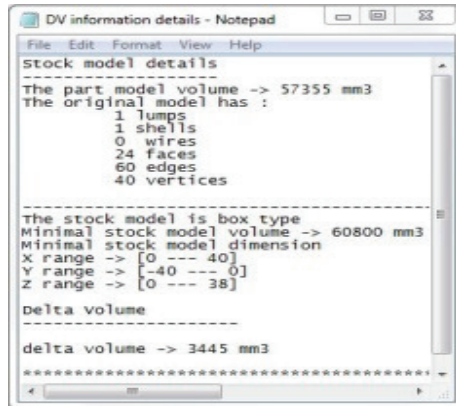 DV information details - Notepad
File Edit Format View Help
Stock model details
--------------------
The part model volume -> 57355 mm3
The original model has :
1 lumps
1 shells
0 wires
24 faces
60 edges
40 vertices
------------------------------------------
The stock model is box type
Minimal stock model volume -> 60800 mm3
Minimal stock model dimension
X range -> [0 --- 40]
Y range -> [-40 --- 0]
Z range -> [0 --- 38]
Delta Volume
----------------------
delta volume -> 3445 mm3
******************************************